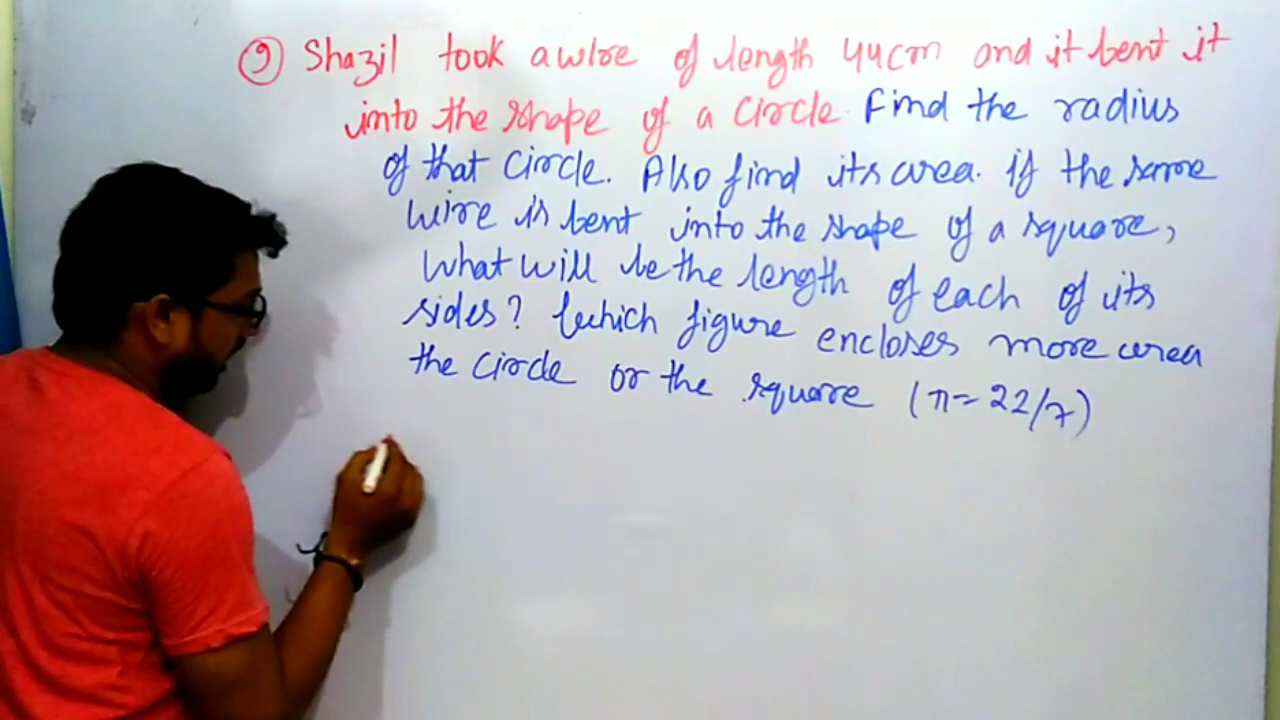 9) Shazil took a wire of length 44cm and it bent it
into the shape of a circle. Find the radius
of that circle. Also find its area. if the same
wire is bent into the shape of a square,
What will be the length of each of its
sides? Which figure encloses more area
the circle or the square (π=22/7)